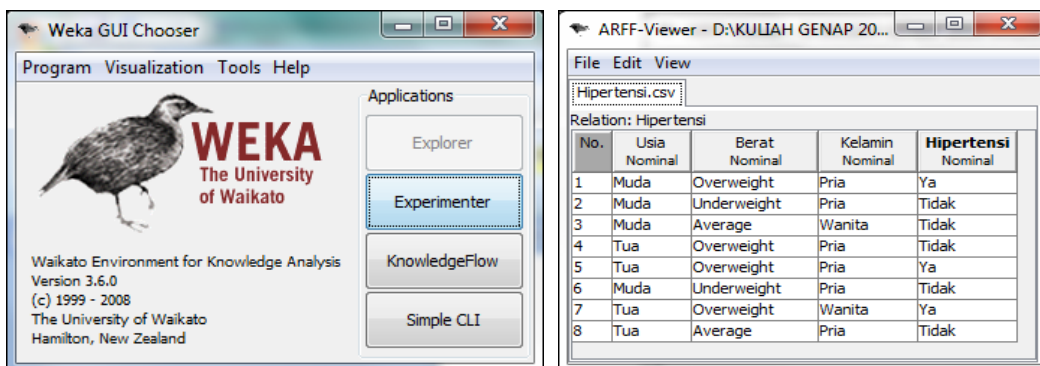 Weka GUI Chooser
Program Visualization Tools Help
WEKA
The University
of Waikato
Waikato Environment for Knowledge Analysis
Version 3.6.0
(c) 1999 - 2008
The University of Waikato
Hamilton, New Zealand
Applications
Explorer
Experimenter
KnowledgeFlow
Simple CLI
ARFF-Viewer - D:\KULIAH GENAP 20...
File Edit View
Hipertensi.csv
Relation: Hipertensi
No. Usia Berat Kelamin Hipertensi
Nominal Nominal Nominal Nominal
1 Muda Overweight Pria Ya
2 Muda Underweight Pria Tidak
3 Muda Average Wanita Tidak
4 Tua Overweight Pria Tidak
5 Tua Overweight Pria Ya
6 Muda Underweight Pria Tidak
7 Tua Overweight Wanita Ya
8 Tua Average Pria Tidak